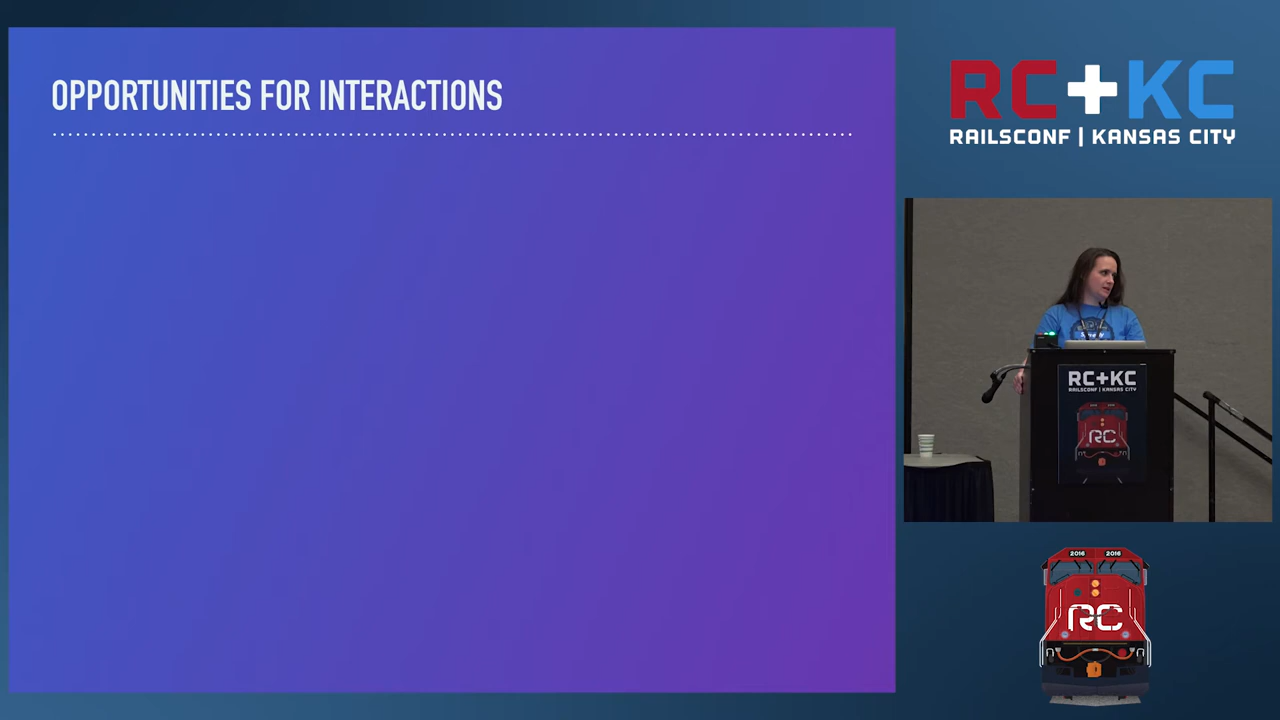 OPPORTUNITIES FOR INTERACTIONS
RC+KC
RAILSCONF | KANSAS CITY
RC+KC
RAILSCONF | KANSAS CITY
RC
2016 2016
RC